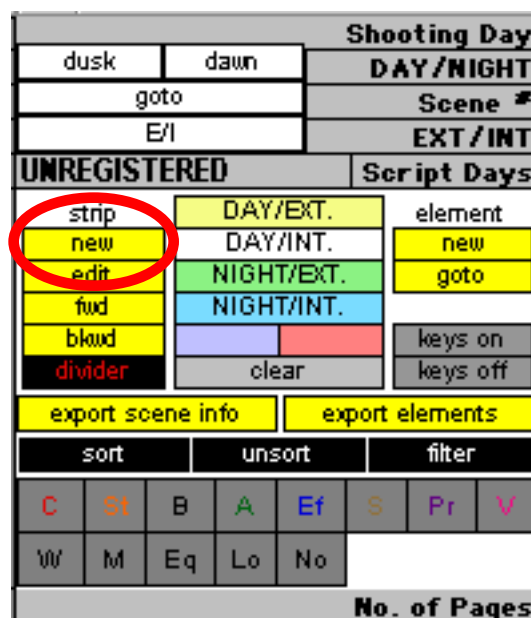 Shooting Day
dusk dawn DAY/NIGHT
goto Scene #
E/I EXT/INT
UNREGISTERED Script Days
strip DAY/EXT. element
new DAY/INT. new
edit NIGHT/EXT. goto
fwd NIGHT/INT.
bkwd keys on
divider clear keys off
export scene info export elements
sort unsort filter
C St B A Ef S Pr V
W M Eq Lo No
No. of Pages